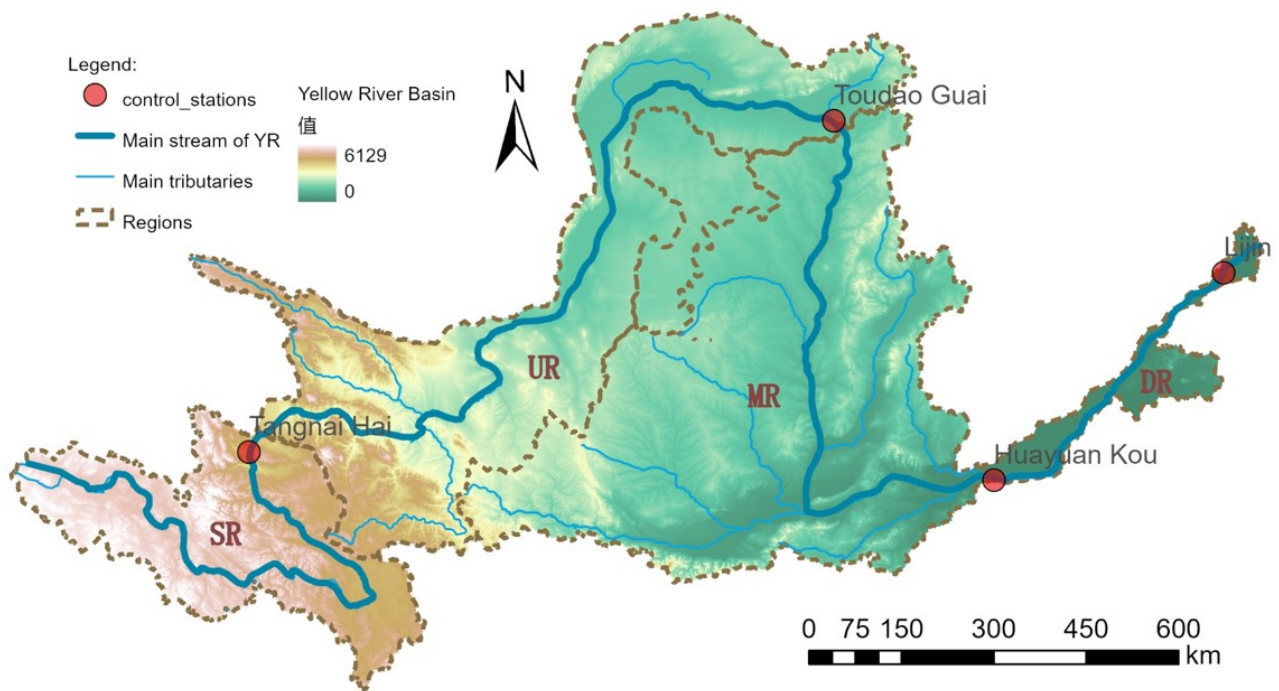 Legend:
control_stations
Main stream of YR
Main tributaries
Regions
Yellow River Basin
值
6129
0
N
Toudao Guai
Lijin
UR
MR
DR
Tangnai Hai
Huayuan Kou
SR
0 75 150 300 450 600
km